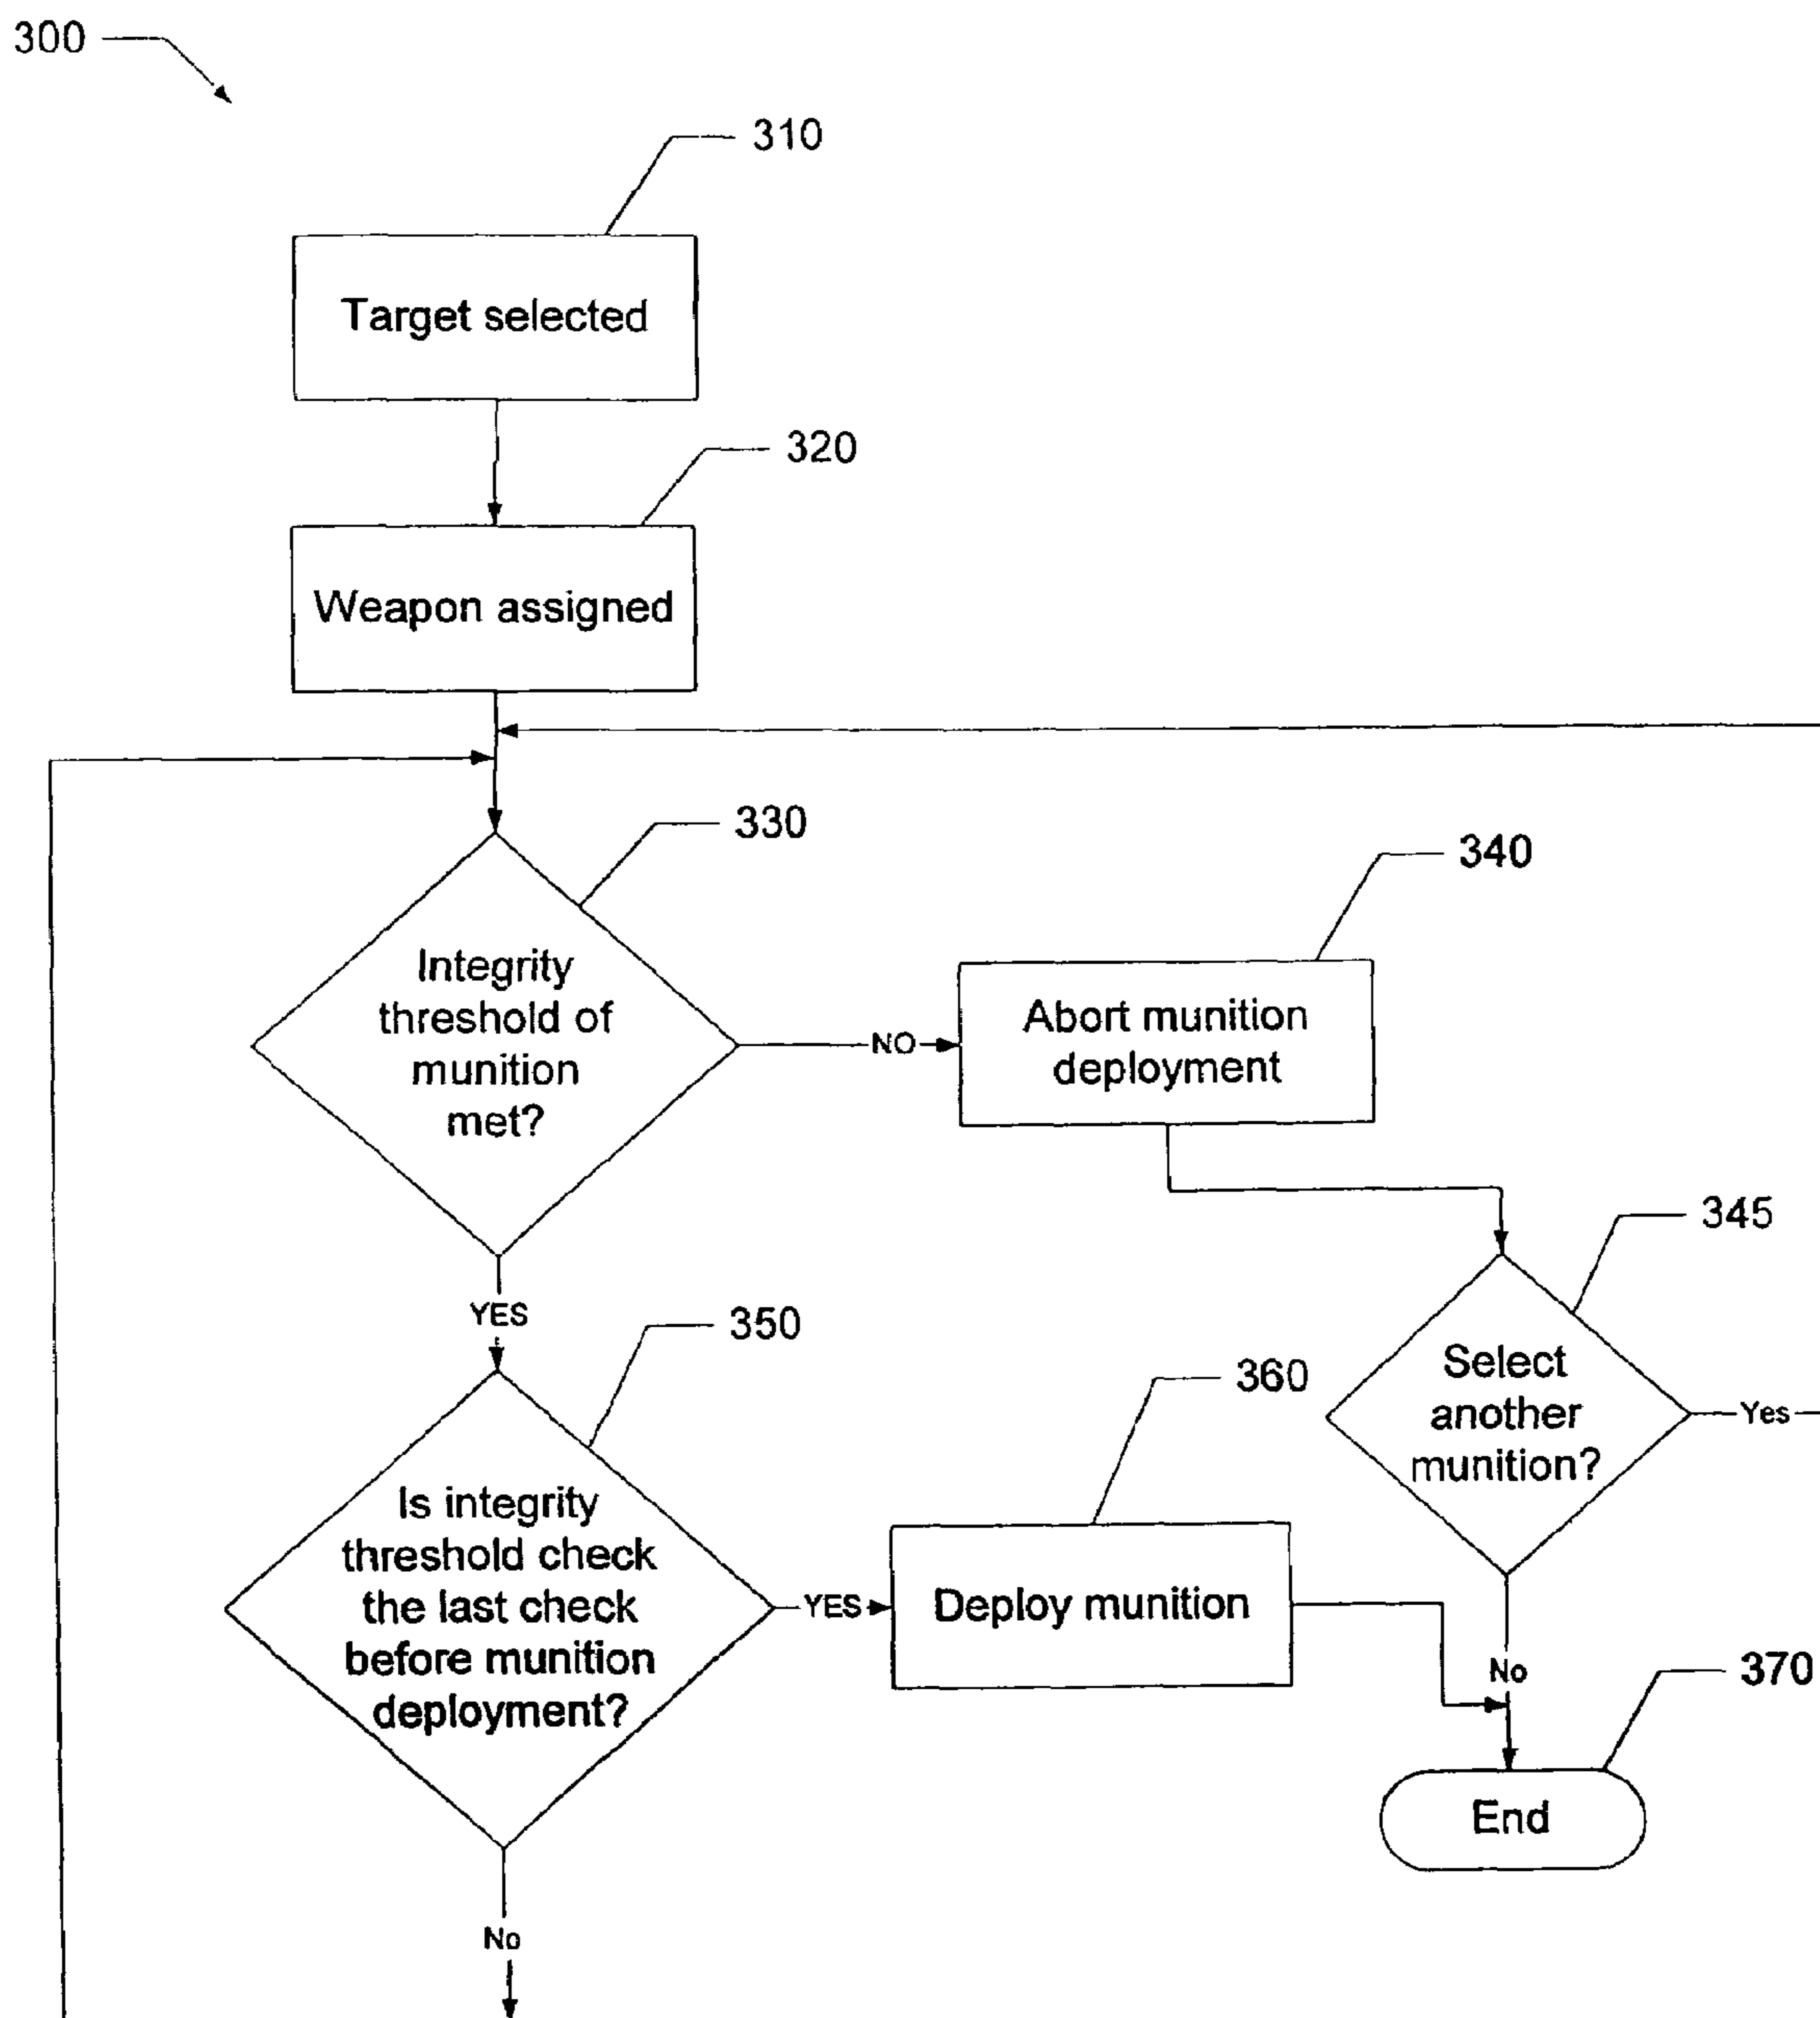 300
310
Target selected
320
Weapon assigned
330
Integrity
threshold of
munition
met?
NO
340
Abort munition
deployment
345
Select
another
munition?
Yes
No
YES
350
Is integrity
threshold check
the last check
before munition
deployment?
YES
360
Deploy munition
370
End
No